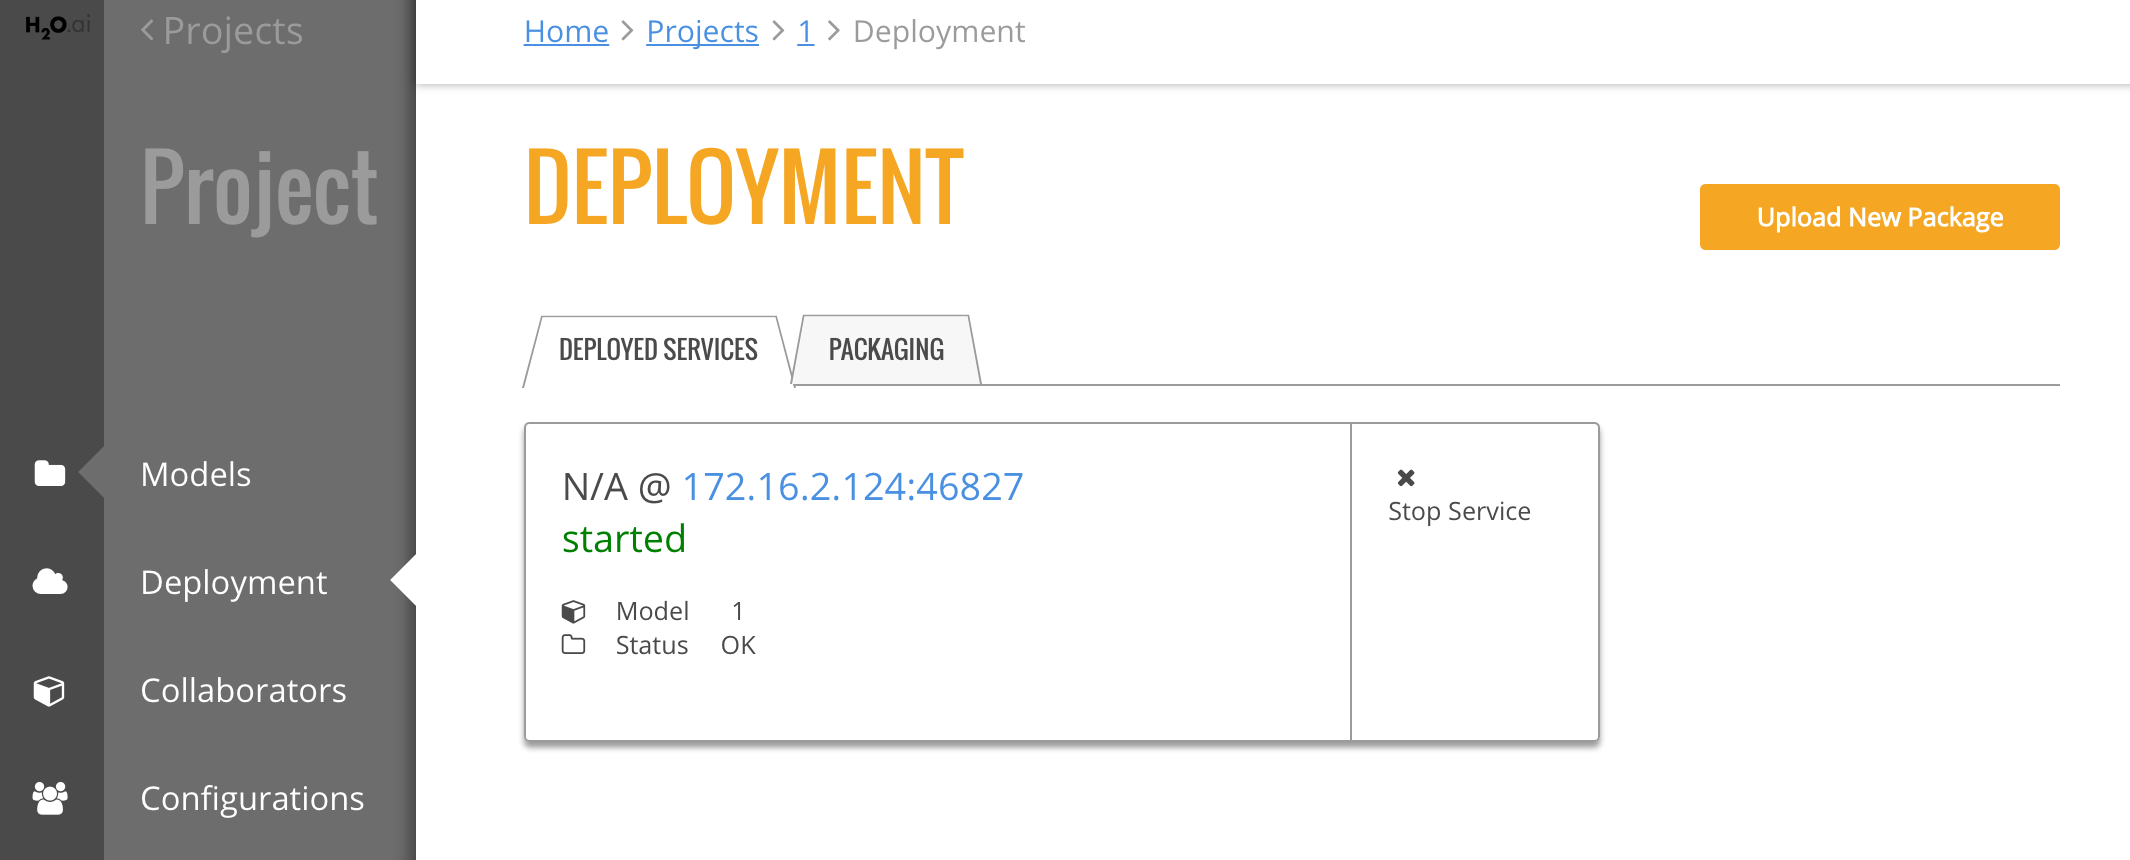 H2O.ai
< Projects
Home > Projects > 1 > Deployment
Project
DEPLOYMENT
Upload New Package
DEPLOYED SERVICES
PACKAGING
Models
Deployment
Collaborators
Configurations
N/A @ 172.16.2.124:46827
started
Model 1
Status OK
Stop Service